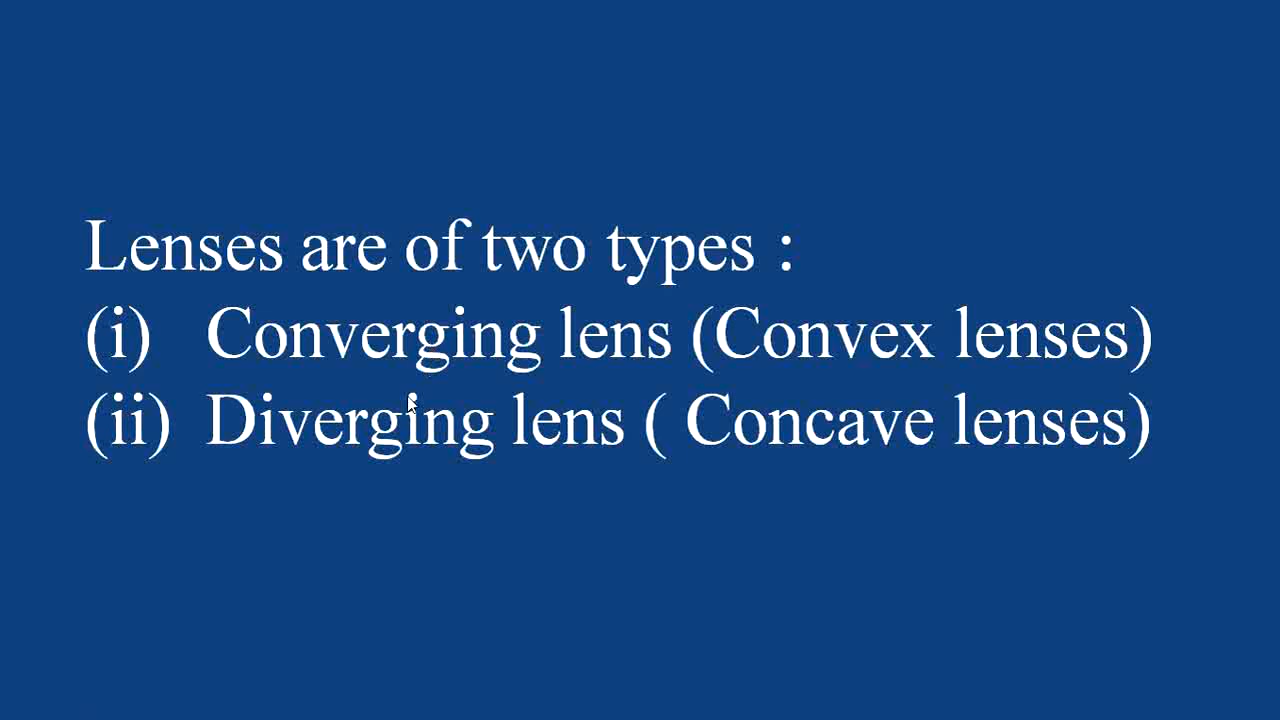 Lenses are of two types :
(i) Converging lens (Convex lenses)
(ii) Diverging lens ( Concave lenses)